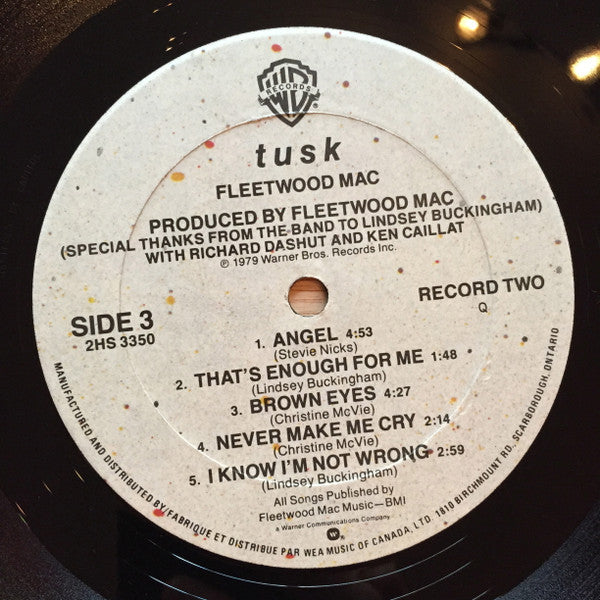 WB
RECORDS
®
tusk
FLEETWOOD MAC
PRODUCED BY FLEETWOOD MAC
(SPECIAL THANKS FROM THE BAND TO LINDSEY BUCKINGHAM)
WITH RICHARD DASHUT AND KEN CAILLAT
℗ 1979 Warner Bros. Records Inc.
SIDE 3
2HS 3350
RECORD TWO
Q
1. ANGEL 4:53
(Stevie Nicks)
2. THAT'S ENOUGH FOR ME 1:48
(Lindsey Buckingham)
3. BROWN EYES 4:27
(Christine McVie)
4. NEVER MAKE ME CRY 2:14
(Christine McVie)
5. I KNOW I'M NOT WRONG 2:59
(Lindsey Buckingham)
All Songs Published by
Fleetwood Mac Music—BMI
a Warner Communications Company
MANUFACTURED AND DISTRIBUTED BY/FABRIQUE ET DISTRIBUE PAR WEA MUSIC OF CANADA, LTD. 1810 BIRCHMOUNT RD., SCARBOROUGH, ONTARIO